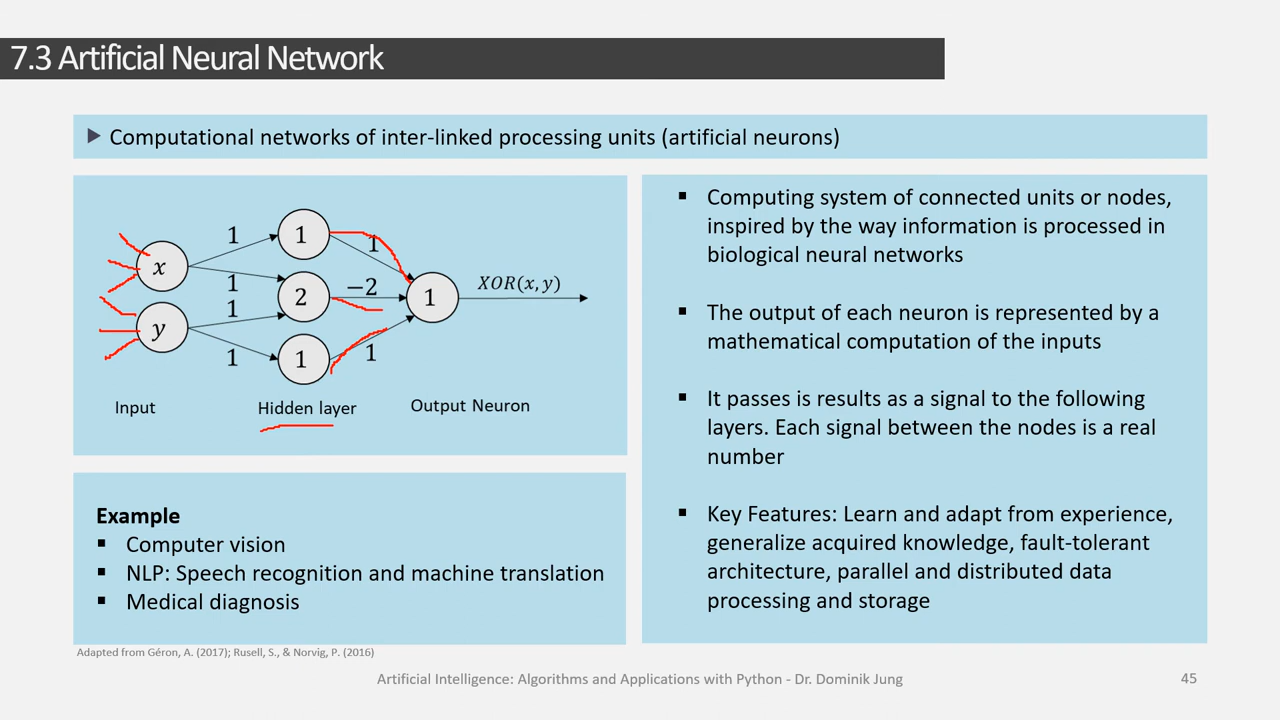 7.3 Artificial Neural Network
▶ Computational networks of inter-linked processing units (artificial neurons)
1
1
1
1
x
y
1
2
1
1
−2
1
1
XOR(x, y)
Input
Hidden layer
Output Neuron
Example
▪ Computer vision
▪ NLP: Speech recognition and machine translation
▪ Medical diagnosis
▪ Computing system of connected units or nodes,
inspired by the way information is processed in
biological neural networks
▪ The output of each neuron is represented by a
mathematical computation of the inputs
▪ It passes is results as a signal to the following
layers. Each signal between the nodes is a real
number
▪ Key Features: Learn and adapt from experience,
generalize acquired knowledge, fault-tolerant
architecture, parallel and distributed data
processing and storage
Adapted from Géron, A. (2017); Rusell, S., & Norvig, P. (2016)
Artificial Intelligence: Algorithms and Applications with Python - Dr. Dominik Jung
45